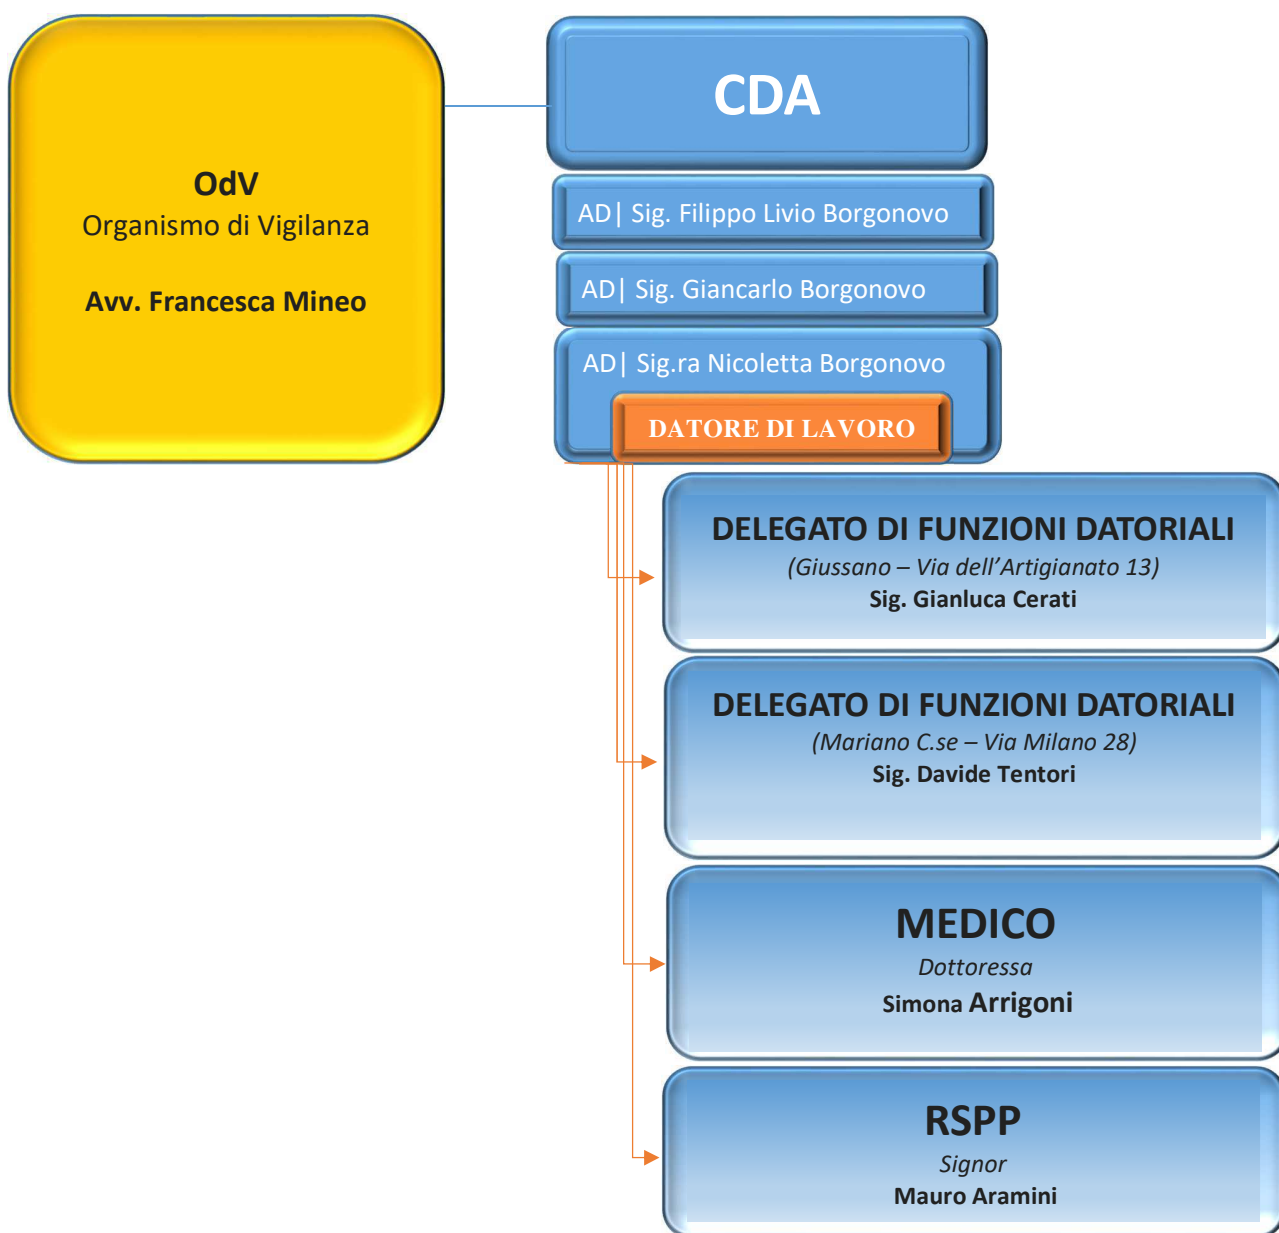 OdV
Organismo di Vigilanza
Avv. Francesca Mineo
CDA
AD| Sig. Filippo Livio Borgonovo
AD| Sig. Giancarlo Borgonovo
AD| Sig.ra Nicoletta Borgonovo
DATORE DI LAVORO
DELEGATO DI FUNZIONI DATORIALI
(Giussano – Via dell’Artigianato 13)
Sig. Gianluca Cerati
DELEGATO DI FUNZIONI DATORIALI
(Mariano C.se – Via Milano 28)
Sig. Davide Tentori
MEDICO
Dottoressa
Simona Arrigoni
RSPP
Signor
Mauro Aramini